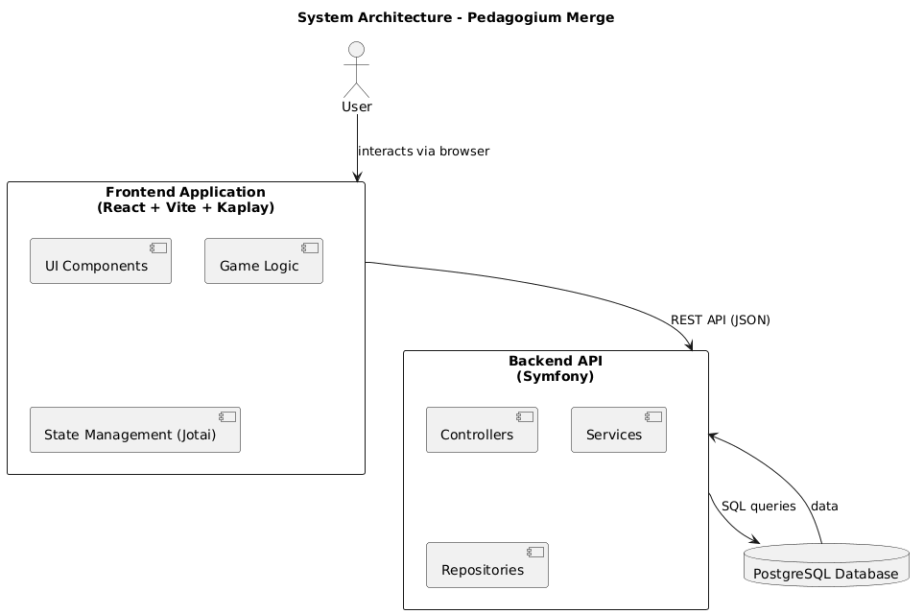 System Architecture - Pedagogium Merge
User
interacts via browser
Frontend Application
(React + Vite + Kaplay)
UI Components
Game Logic
State Management (Jotai)
REST API (JSON)
Backend API
(Symfony)
Controllers
Services
Repositories
SQL queries
data
PostgreSQL Database